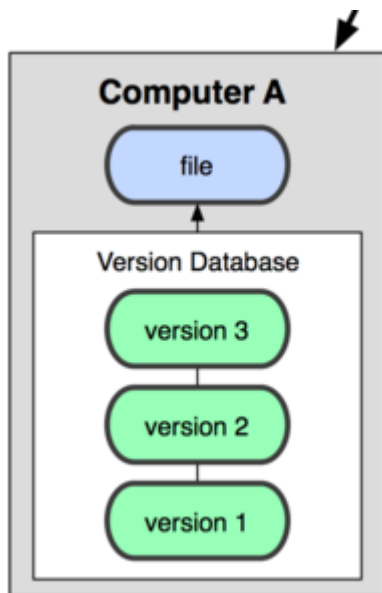 Computer A
file
Version Database
version 3
version 2
version 1